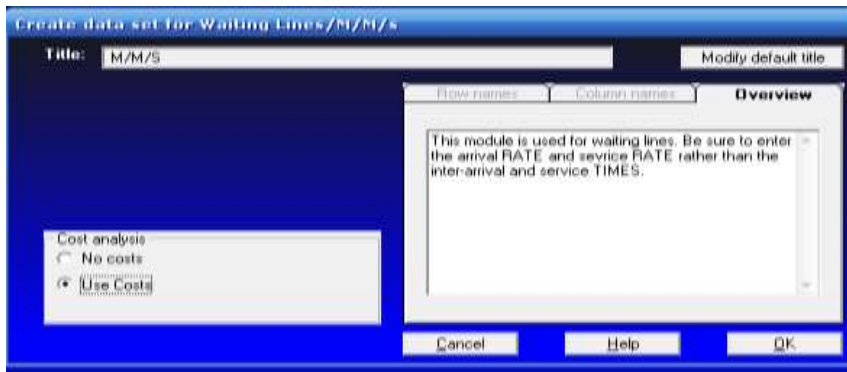 Create data set for Waiting Lines/M/M/s
Title: M/M/S Modify default title
Row names Column names Overview
This module is used for waiting lines. Be sure to enter
the arrival RATE and sevrice RATE rather than the
inter-arrival and service TIMES.
Cost analysis
No costs
Use Costs
Cancel Help OK